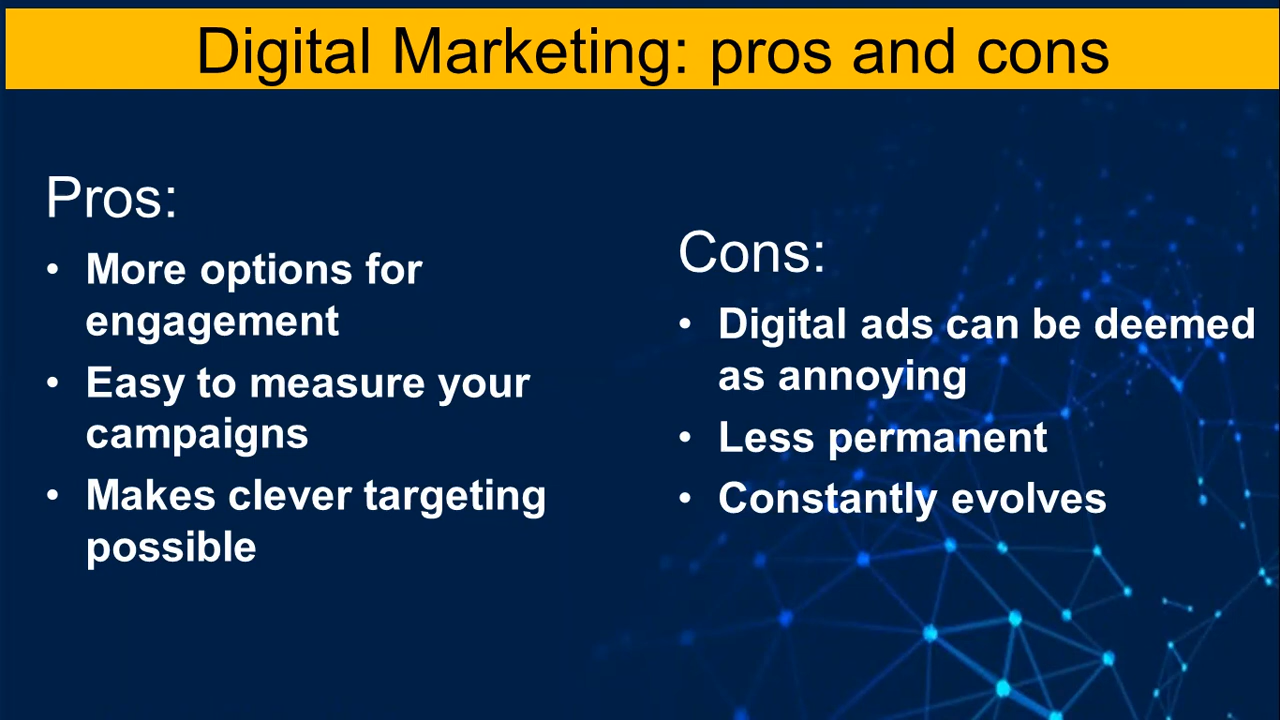 Digital Marketing: pros and cons
Pros:
• More options for
engagement
• Easy to measure your
campaigns
• Makes clever targeting
possible
Cons:
• Digital ads can be deemed
as annoying
• Less permanent
• Constantly evolves